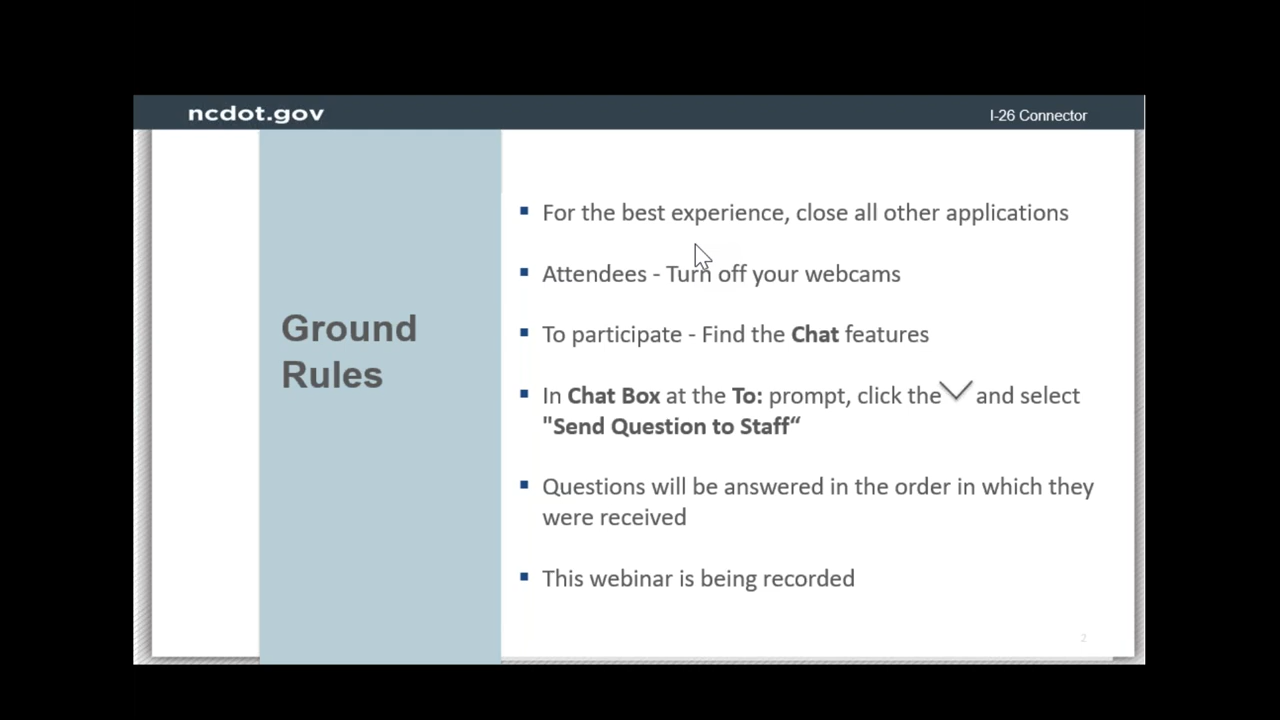 ncdot.gov
I-26 Connector
Ground
Rules
▪ For the best experience, close all other applications
▪ Attendees - Turn off your webcams
▪ To participate - Find the Chat features
▪ In Chat Box at the To: prompt, click the and select
"Send Question to Staff“
▪ Questions will be answered in the order in which they
were received
▪ This webinar is being recorded
2